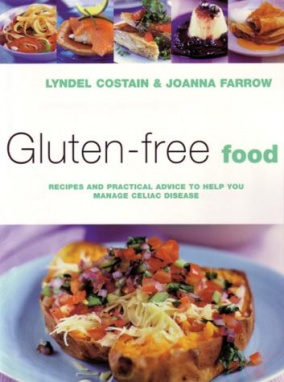 LYNDEL COSTAIN & JOANNA FARROW
Gluten-free food
RECIPES AND PRACTICAL ADVICE TO HELP YOU
MANAGE CELIAC DISEASE